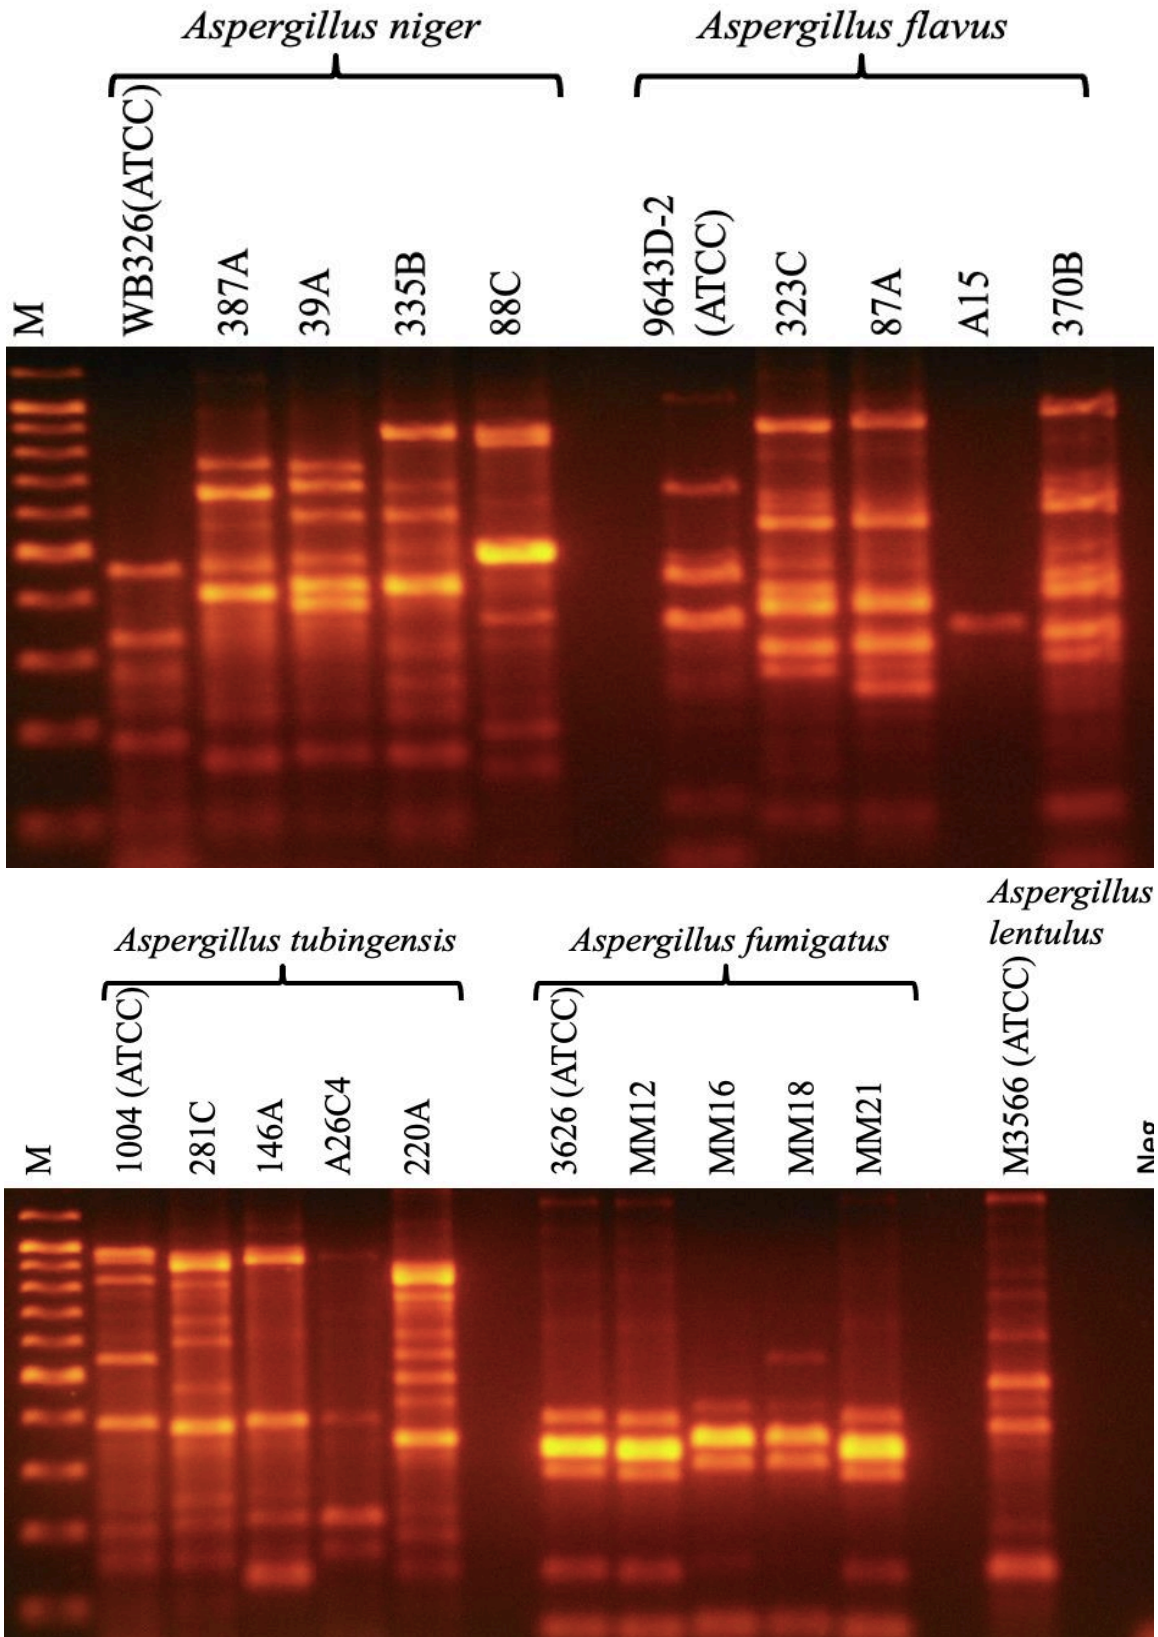 Aspergillus niger
Aspergillus flavus
M
WB326(ATCC)
387A
39A
335B
88C
9643D-2
(ATCC)
323C
87A
A15
370B
Aspergillus tubingensis
Aspergillus fumigatus
Aspergillus
lentulus
M
1004 (ATCC)
281C
146A
A26C4
220A
3626 (ATCC)
MM12
MM16
MM18
MM21
M3566 (ATCC)
Neg